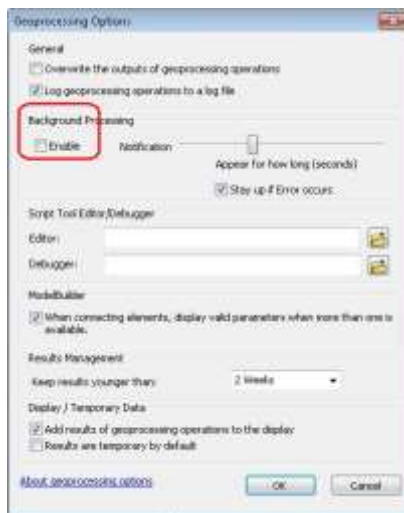 Geoprocessing Options
General
Overwrite the outputs of geoprocessing operations
Log geoprocessing operations to a log file
Background Processing
Enable Notification
Appear for how long (seconds)
Stay up if Error occurs
Script Tool Editor/Debugger
Editor:
Debugger:
ModelBuilder
When connecting elements, display valid parameters when more than one is
available.
Results Management
Keep results younger than: 2 Weeks
Display / Temporary Data
Add results of geoprocessing operations to the display
Results are temporary by default
About geoprocessing options OK Cancel